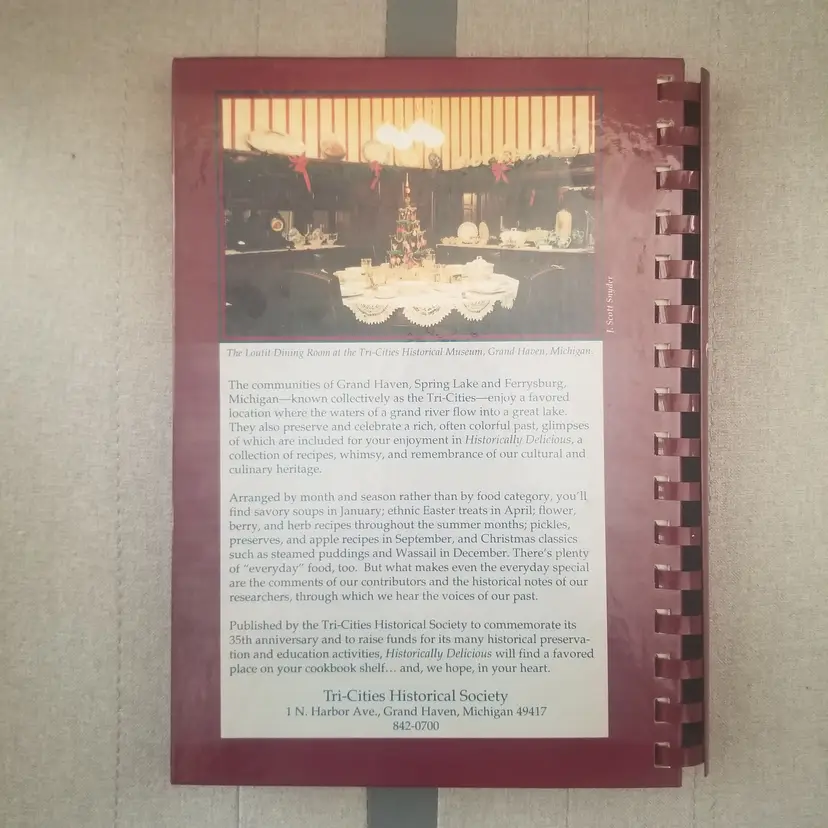 J. Scott Snyder
The Loutit Dining Room at the Tri-Cities Historical Museum, Grand Haven, Michigan.
The communities of Grand Haven, Spring Lake and Ferrysburg,
Michigan—known collectively as the Tri-Cities—enjoy a favored
location where the waters of a grand river flow into a great lake.
They also preserve and celebrate a rich, often colorful past, glimpses
of which are included for your enjoyment in Historically Delicious, a
collection of recipes, whimsy, and remembrance of our cultural and
culinary heritage.
Arranged by month and season rather than by food category, you'll
find savory soups in January; ethnic Easter treats in April; flower,
berry, and herb recipes throughout the summer months; pickles,
preserves, and apple recipes in September, and Christmas classics
such as steamed puddings and Wassail in December. There's plenty
of "everyday" food, too. But what makes even the everyday special
are the comments of our contributors and the historical notes of our
researchers, through which we hear the voices of our past.
Published by the Tri-Cities Historical Society to commemorate its
35th anniversary and to raise funds for its many historical preserva-
tion and education activities, Historically Delicious will find a favored
place on your cookbook shelf... and, we hope, in your heart.
Tri-Cities Historical Society
1 N. Harbor Ave., Grand Haven, Michigan 49417
842-0700